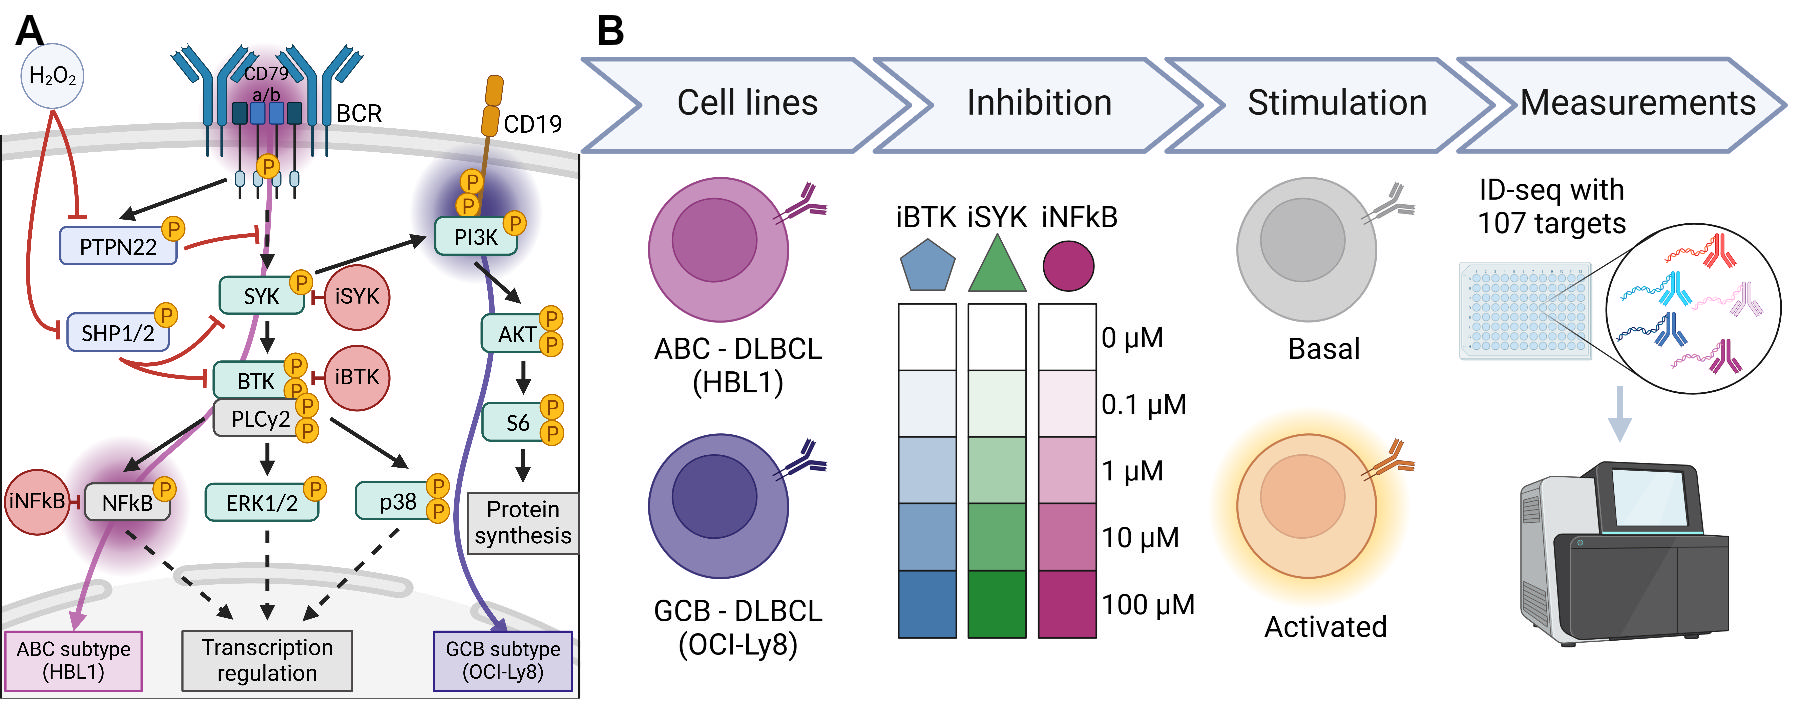 A
H₂O₂
CD79
a/b
BCR
CD19
P
P
P
PTPN22
P
PI3K
P
SYK
P
iSYK
SHP1/2
P
AKT
P
P
BTK
P
P
iBTK
PLCy2
P
P
S6
P
P
iNFkB
NFkB
P
ERK1/2
P
p38
P
P
Protein
synthesis
ABC subtype
(HBL1)
Transcription
regulation
GCB subtype
(OCI-Ly8)
B
Cell lines
Inhibition
Stimulation
Measurements
ABC - DLBCL
(HBL1)
GCB - DLBCL
(OCI-Ly8)
iBTK
iSYK
iNFkB
0 µM
0.1 µM
1 µM
10 µM
100 µM
Basal
Activated
ID-seq with
107 targets